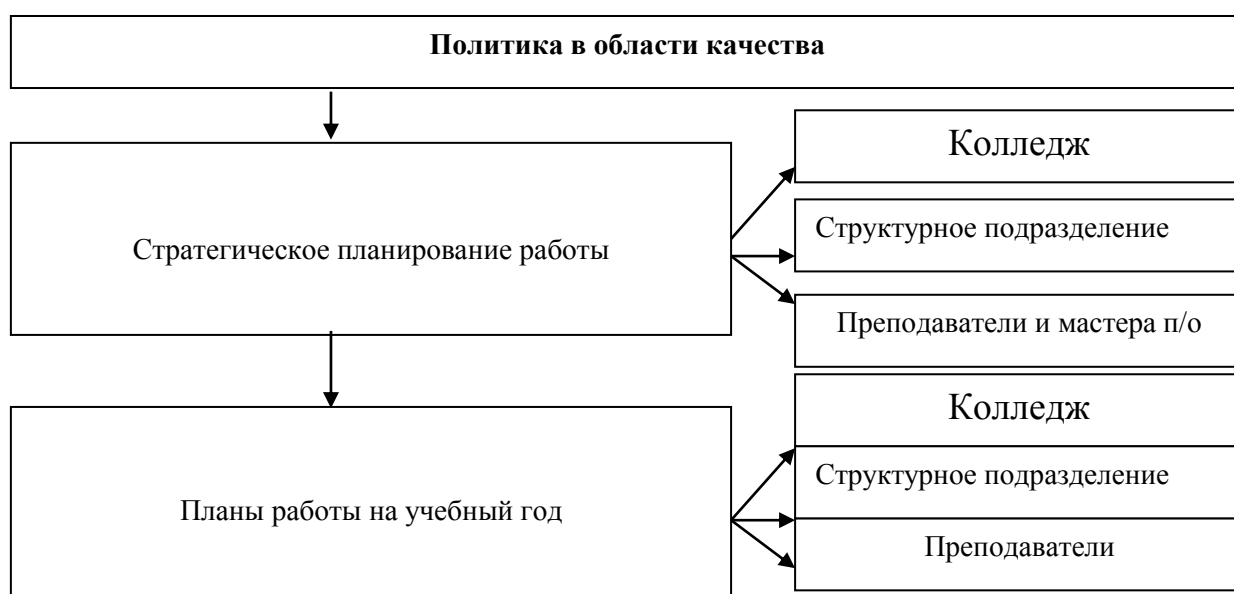 Политика в области качества
Колледж
Структурное подразделение
Стратегическое планирование работы
Преподаватели и мастера п/о
Колледж
Структурное подразделение
Планы работы на учебный год
Преподаватели